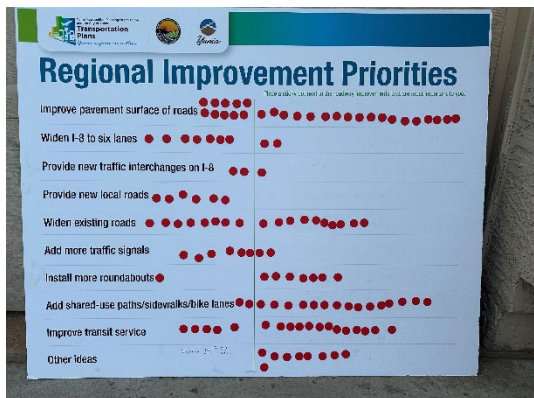 Transportation
Plans
Yuma
Regional Improvement Priorities
Improve pavement surface of roads
Widen I-8 to six lanes
Provide new traffic interchanges on I-8
Provide new local roads
Widen existing roads
Add more traffic signals
Install more roundabouts
Add shared-use paths/sidewalks/bike lanes
Improve transit service
Other ideas